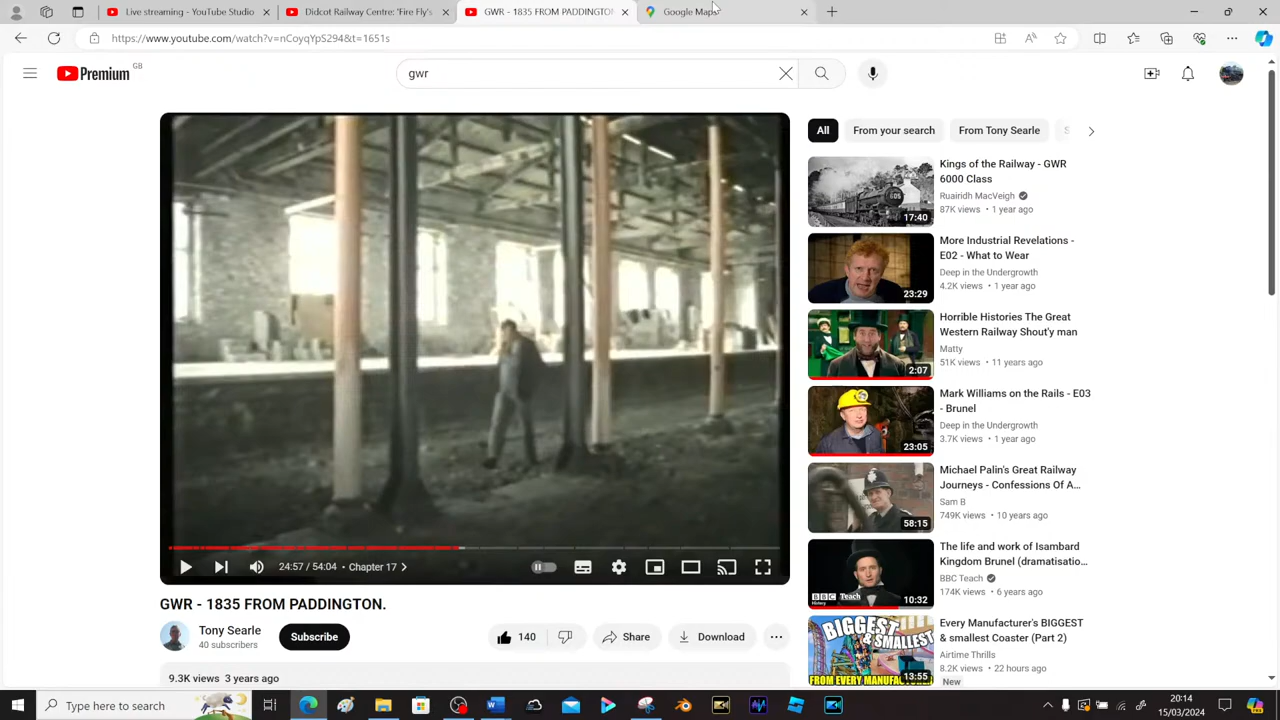 Live streaming - YouTube Studio
Didcot Railway Centre: 'Fire Fly's
GWR - 1835 FROM PADDINGTON
Google Maps
https://www.youtube.com/watch?v=nCoyqYpS294&t=1651s
Premium GB
gwr
All
From your search
From Tony Searle
Kings of the Railway - GWR
6000 Class
Ruairidh MacVeigh
87K views • 1 year ago
17:40
More Industrial Revelations -
E02 - What to Wear
Deep in the Undergrowth
4.2K views • 1 year ago
23:29
Horrible Histories The Great
Western Railway Shout'y man
Matty
51K views • 11 years ago
2:07
Mark Williams on the Rails - E03
- Brunel
Deep in the Undergrowth
3.7K views • 1 year ago
23:05
Michael Palin's Great Railway
Journeys - Confessions Of A...
Sam B
749K views • 10 years ago
58:15
The life and work of Isambard
Kingdom Brunel (dramatisatio...
BBC Teach
174K views • 6 years ago
BBC Teach
10:32
Every Manufacturer's BIGGEST
& smallest Coaster (Part 2)
Airtime Thrills
8.2K views • 22 hours ago
New
BIGGEST
& SMALLEST
FROM EVERY MANUFACTURER
13:55
24:57 / 54:04 • Chapter 17
GWR - 1835 FROM PADDINGTON.
Tony Searle
40 subscribers
Subscribe
140
Share
Download
9.3K views 3 years ago
Type here to search
20:14
15/03/2024